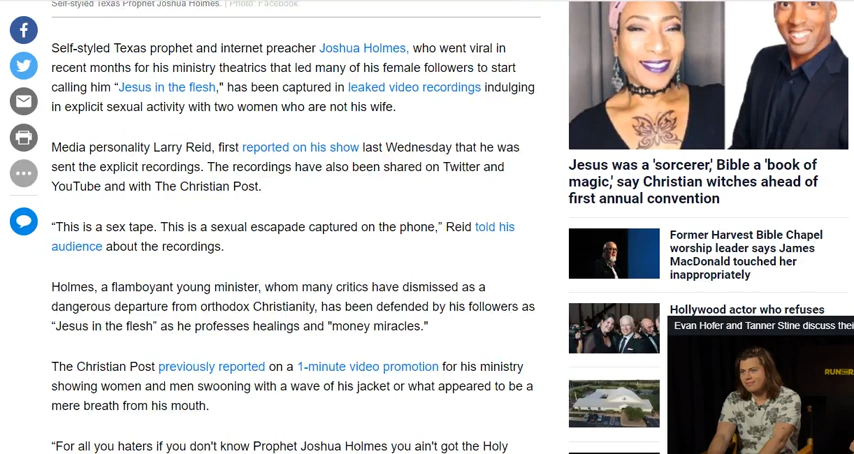 Self-styled Texas Prophet Joshua Holmes. | Photo: Facebook
Self-styled Texas prophet and internet preacher Joshua Holmes, who went viral in
recent months for his ministry theatrics that led many of his female followers to start
calling him “Jesus in the flesh," has been captured in leaked video recordings indulging
in explicit sexual activity with two women who are not his wife.
Media personality Larry Reid, first reported on his show last Wednesday that he was
sent the explicit recordings. The recordings have also been shared on Twitter and
YouTube and with The Christian Post.
“This is a sex tape. This is a sexual escapade captured on the phone,” Reid told his
audience about the recordings.
Holmes, a flamboyant young minister, whom many critics have dismissed as a
dangerous departure from orthodox Christianity, has been defended by his followers as
“Jesus in the flesh” as he professes healings and "money miracles."
The Christian Post previously reported on a 1-minute video promotion for his ministry
showing women and men swooning with a wave of his jacket or what appeared to be a
mere breath from his mouth.
“For all you haters if you don't know Prophet Joshua Holmes you ain't got the Holy
Jesus was a 'sorcerer,' Bible a 'book of
magic,' say Christian witches ahead of
first annual convention
Former Harvest Bible Chapel
worship leader says James
MacDonald touched her
inappropriately
Hollywood actor who refuses
Evan Hofer and Tanner Stine discuss thei